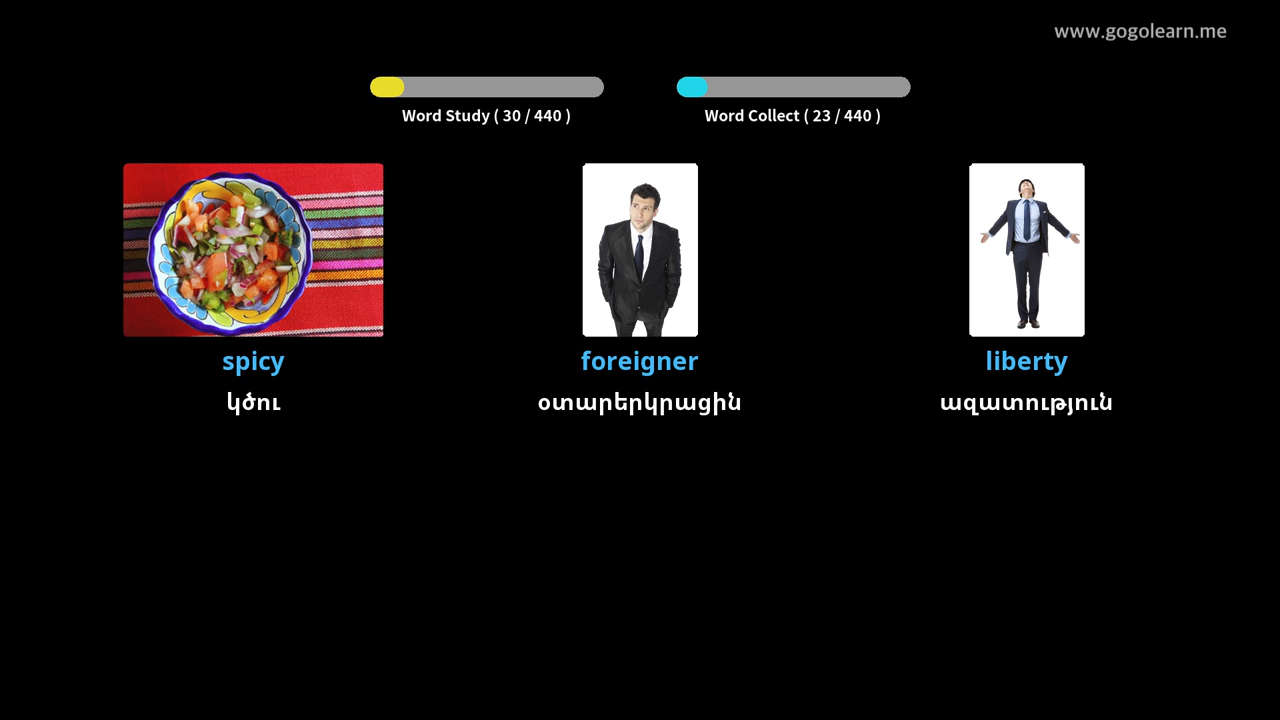 www.gogolearn.me
Word Study ( 30 / 440 )
Word Collect ( 23 / 440 )
spicy
foreigner
liberty
կծու
օտարերկրացին
ազատություն